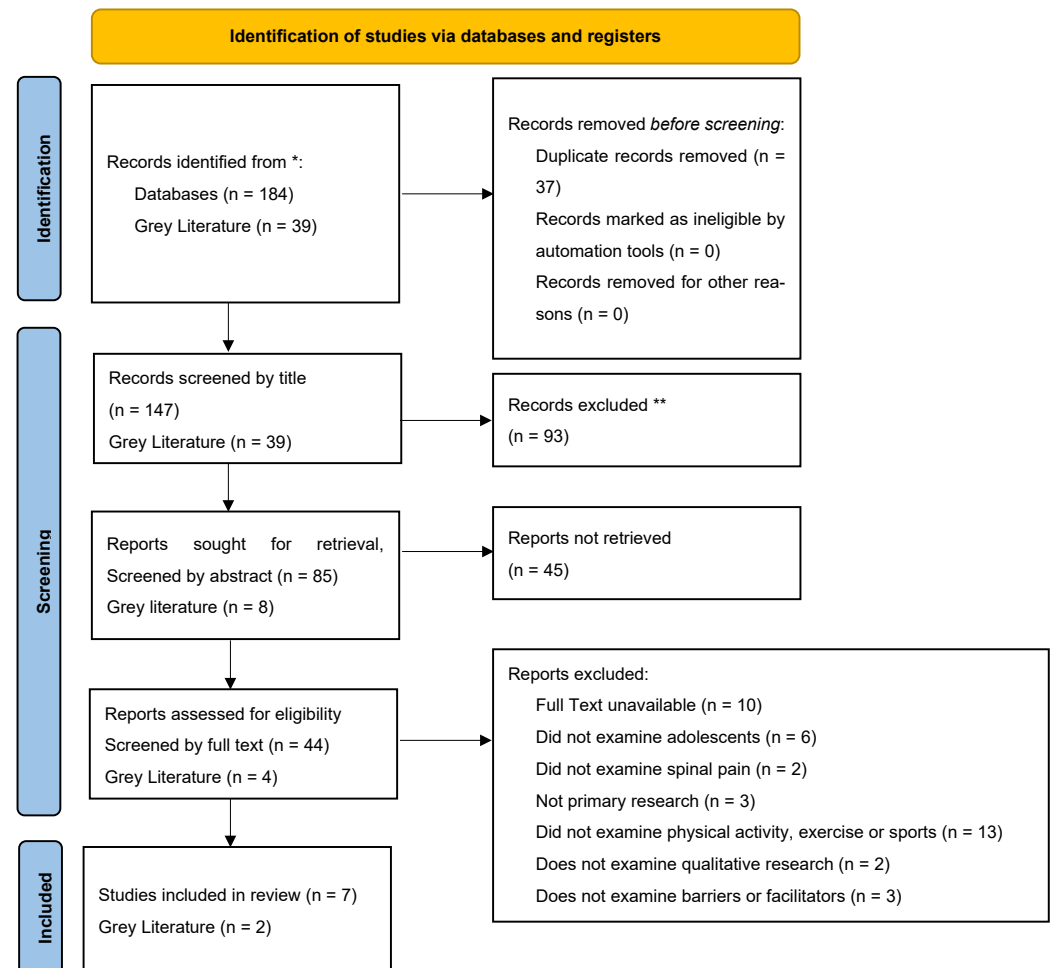 Identification of studies via databases and registers
Identification
Records identified from *:
Databases (n = 184)
Grey Literature (n = 39)
Records removed before screening:
Duplicate records removed (n =
37)
Records marked as ineligible by
automation tools (n = 0)
Records removed for other rea-
sons (n = 0)
Screening
Records screened by title
(n = 147)
Grey Literature (n = 39)
Records excluded **
(n = 93)
Reports sought for retrieval,
Screened by abstract (n = 85)
Grey literature (n = 8)
Reports not retrieved
(n = 45)
Reports assessed for eligibility
Screened by full text (n = 44)
Grey Literature (n = 4)
Reports excluded:
Full Text unavailable (n = 10)
Did not examine adolescents (n = 6)
Did not examine spinal pain (n = 2)
Not primary research (n = 3)
Did not examine physical activity, exercise or sports (n = 13)
Does not examine qualitative research (n = 2)
Does not examine barriers or facilitators (n = 3)
Included
Studies included in review (n = 7)
Grey Literature (n = 2)